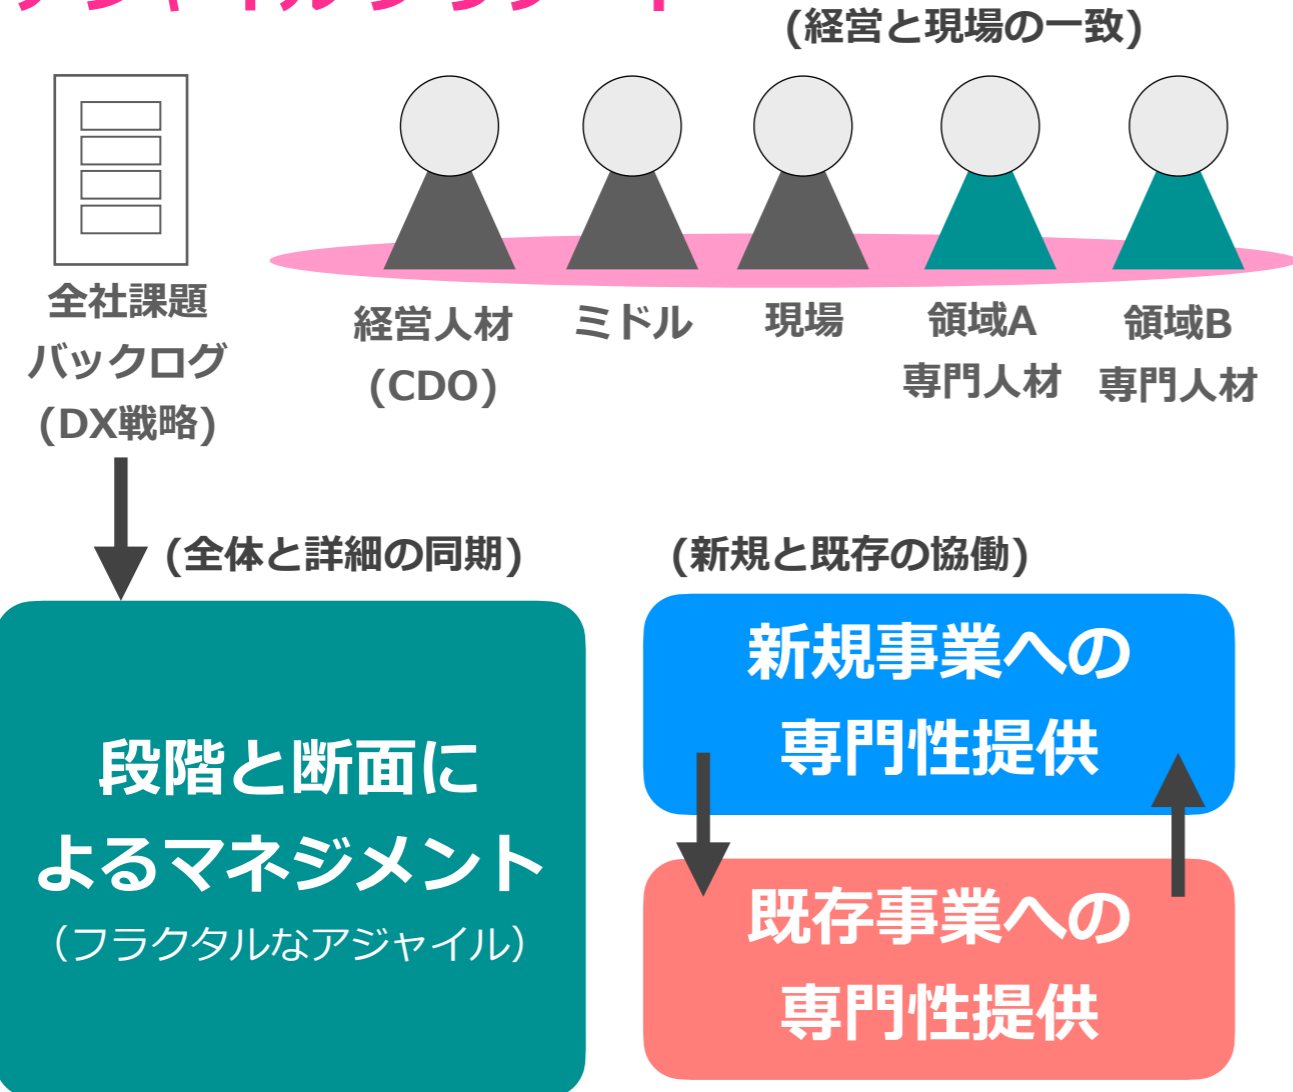 (経営と現場の一致)
全社課題
バックログ
(DX戦略)
経営人材
(CDO)
ミドル
現場
領域A
専門人材
領域B
専門人材
(全体と詳細の同期)
(新規と既存の協働)
段階と断面に
よるマネジメント
（フラクタルなアジャイル）
新規事業への
専門性提供
既存事業への
専門性提供